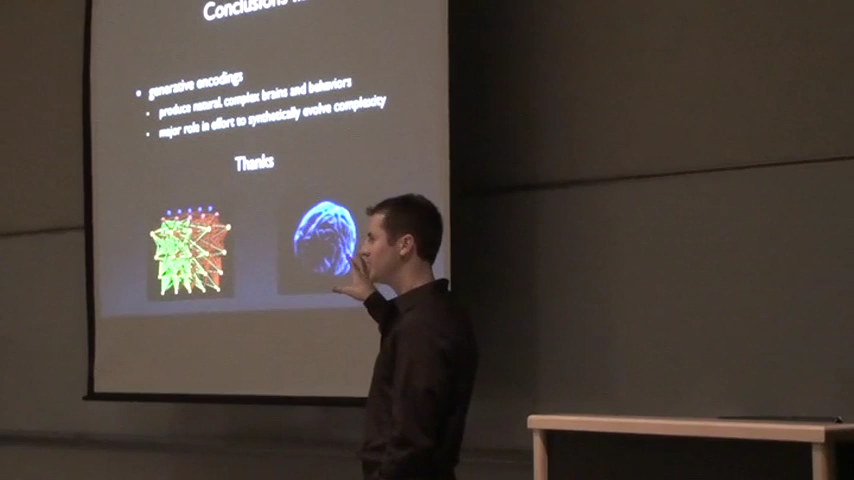 Conclusions
• generative encodings
• produce natural, complex brains and behaviors
• major role in effort to synthetically evolve complexity
Thanks